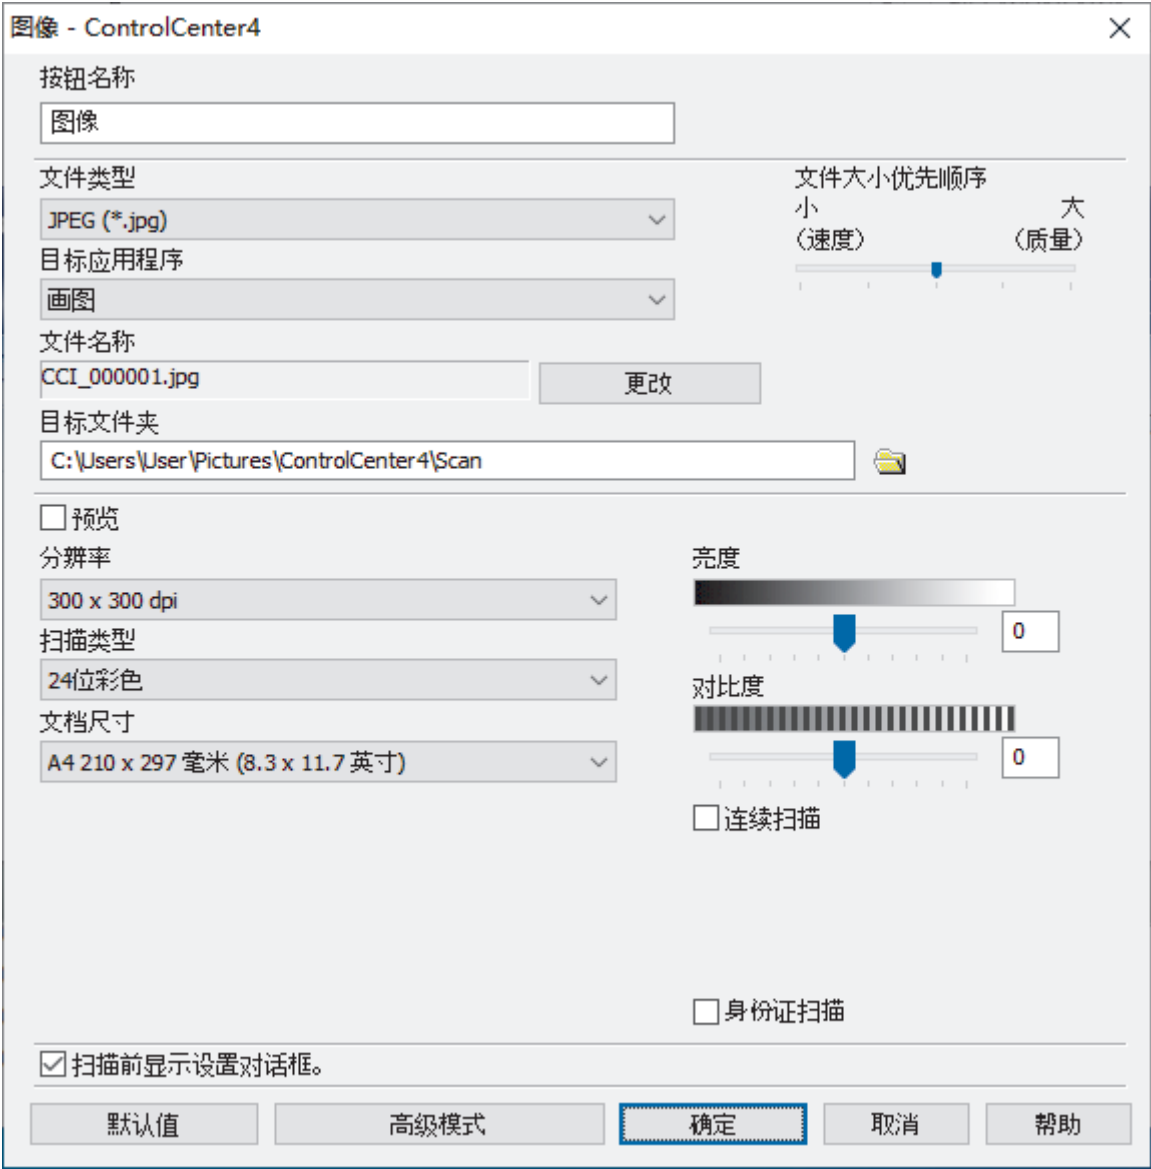 图像 - ControlCenter4
按钮名称
图像
文件类型
JPEG (*.jpg)
文件大小优先顺序
小 大
（速度） （质量）
目标应用程序
画图
文件名称
CCI_000001.jpg
更改
目标文件夹
C:\Users\User\Pictures\ControlCenter4\Scan
预览
分辨率
300 x 300 dpi
亮度
0
扫描类型
24位彩色
对比度
0
文档尺寸
A4 210 x 297 毫米 (8.3 x 11.7 英寸)
连续扫描
身份证扫描
扫描前显示设置对话框。
默认值 高级模式 确定 取消 帮助